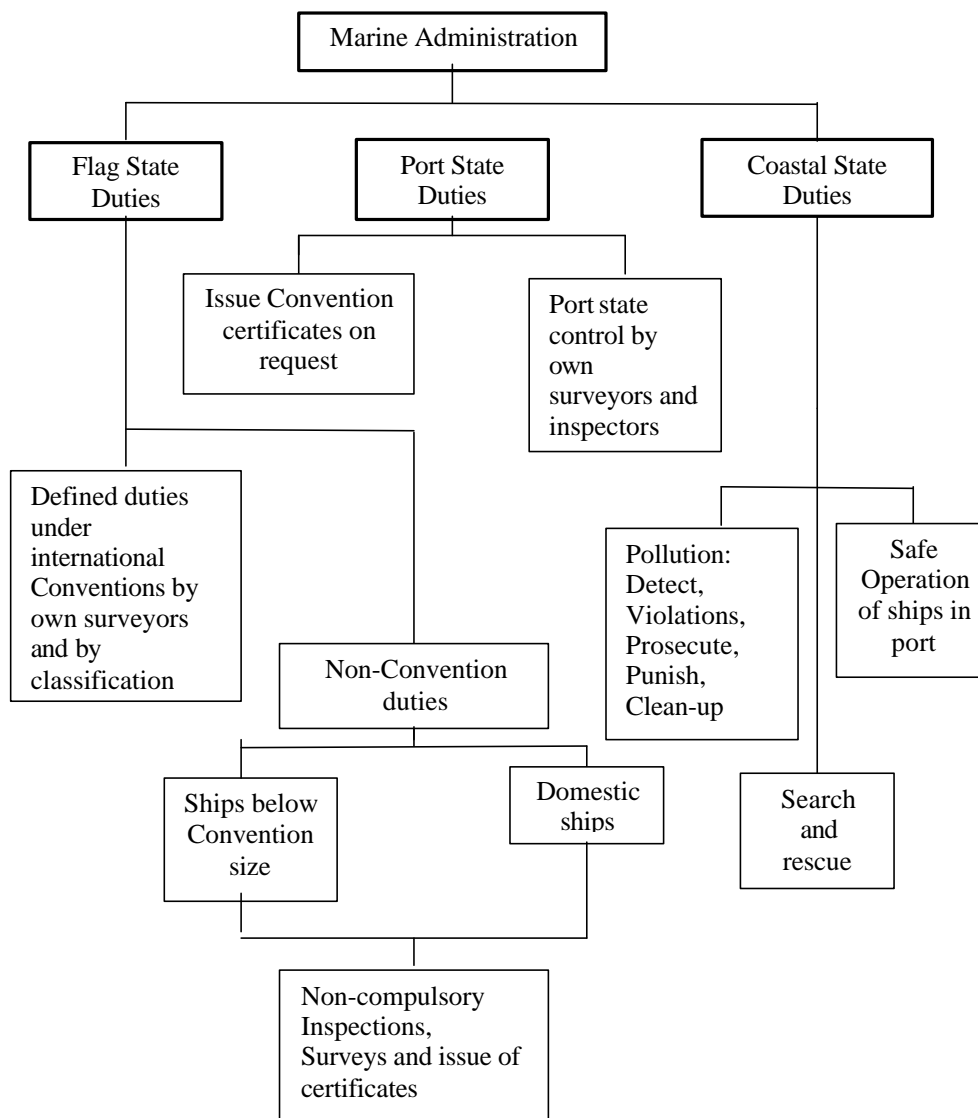 Marine Administration
Flag State
Duties
Port State
Duties
Coastal State
Duties
Issue Convention
certificates on
request
Port state
control by
own
surveyors and
inspectors
Defined duties
under
international
Conventions by
own surveyors
and by
classification
Pollution:
Detect,
Violations,
Prosecute,
Punish,
Clean-up
Safe
Operation
of ships in
port
Non-Convention
duties
Ships below
Convention
size
Domestic
ships
Search
and
rescue
Non-compulsory
Inspections,
Surveys and issue of
certificates